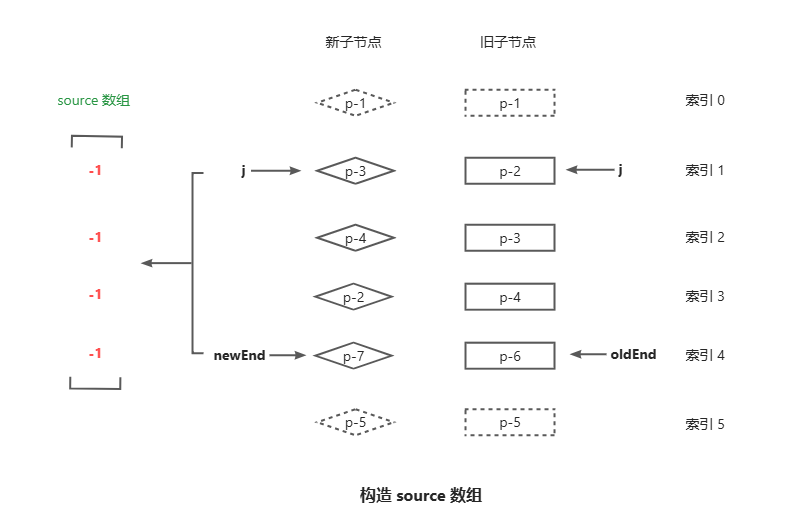 新子节点 旧子节点
source 数组 p-1 p-1 索引 0
-1 j p-3 p-2 j 索引 1
-1 p-4 p-3 索引 2
-1 p-2 p-4 索引 3
-1 newEnd p-7 p-6 oldEnd 索引 4
p-5 p-5 索引 5
构造 source 数组